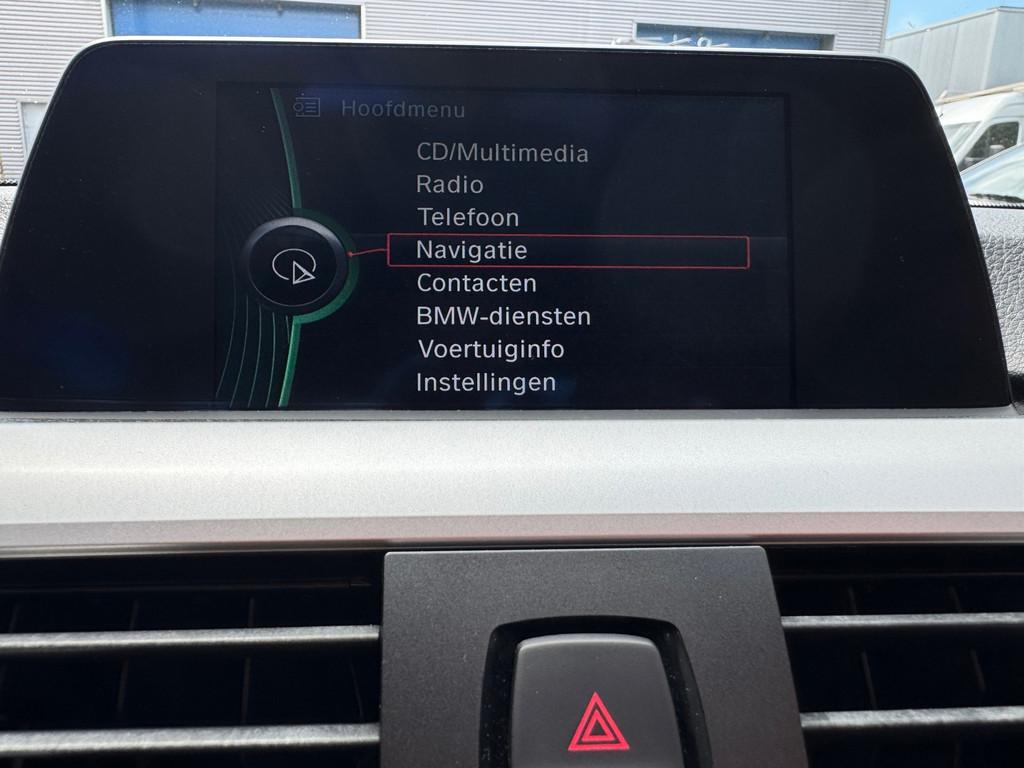 Hoofdmenu
CD/Multimedia
Radio
Telefoon
Navigatie
Contacten
BMW-diensten
Voertuiginfo
Instellingen